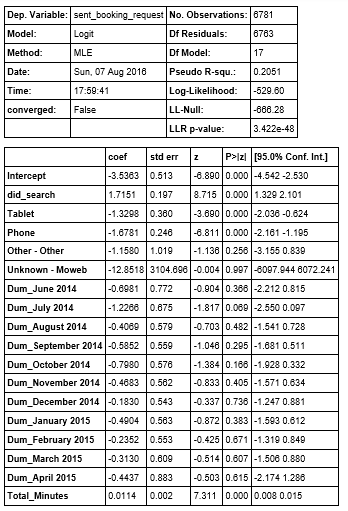 Dep. Variable: sent_booking_request No. Observations: 6781
Model: Logit Df Residuals: 6763
Method: MLE Df Model: 17
Date: Sun, 07 Aug 2016 Pseudo R-squ.: 0.2051
Time: 17:59:41 Log-Likelihood: -529.60
converged: False LL-Null: -666.28
LLR p-value: 3.422e-48
coef std err z P>|z| [95.0% Conf. Int.]
Intercept -3.5363 0.513 -6.890 0.000 -4.542 -2.530
did_search 1.7151 0.197 8.715 0.000 1.329 2.101
Tablet -1.3298 0.360 -3.690 0.000 -2.036 -0.624
Phone -1.6781 0.246 -6.811 0.000 -2.161 -1.195
Other - Other -1.1580 1.019 -1.136 0.256 -3.155 0.839
Unknown - Moweb -12.8518 3104.696 -0.004 0.997 -6097.944 6072.241
Dum_June 2014 -0.6981 0.772 -0.904 0.366 -2.212 0.815
Dum_July 2014 -1.2266 0.675 -1.817 0.069 -2.550 0.097
Dum_August 2014 -0.4069 0.579 -0.703 0.482 -1.541 0.728
Dum_September 2014 -0.5852 0.559 -1.046 0.295 -1.681 0.511
Dum_October 2014 -0.7980 0.576 -1.384 0.166 -1.928 0.332
Dum_November 2014 -0.4683 0.562 -0.833 0.405 -1.571 0.634
Dum_December 2014 -0.1830 0.543 -0.337 0.736 -1.247 0.881
Dum_January 2015 -0.4904 0.563 -0.872 0.383 -1.593 0.612
Dum_February 2015 -0.2352 0.553 -0.425 0.671 -1.319 0.849
Dum_March 2015 -0.3130 0.609 -0.514 0.607 -1.506 0.880
Dum_April 2015 -0.4437 0.883 -0.503 0.615 -2.174 1.286
Total_Minutes 0.0114 0.002 7.311 0.000 0.008 0.015